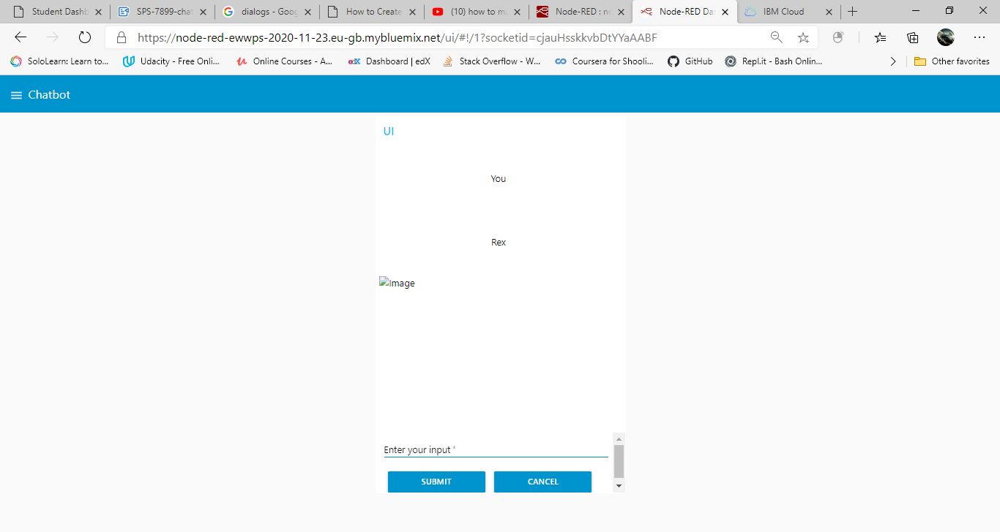 Student Dashb
SPS-7899-chat
dialogs - Goog
How to Create
(10) how to m
Node-RED : n
Node-RED Da
IBM Cloud
https://node-red-ewwps-2020-11-23.eu-gb.mybluemix.net/ui/#!/1?socketid=cjauHsskkvbDtYYaAABF
SoloLearn: Learn to...
Udacity - Free Onli...
Online Courses - A...
edX
Dashboard | edX
Stack Overflow - W...
Coursera for Shooli...
GitHub
Repl.it - Bash Onlin...
Other favorites
Chatbot
UI
You
Rex
Image
Enter your input *
SUBMIT
CANCEL